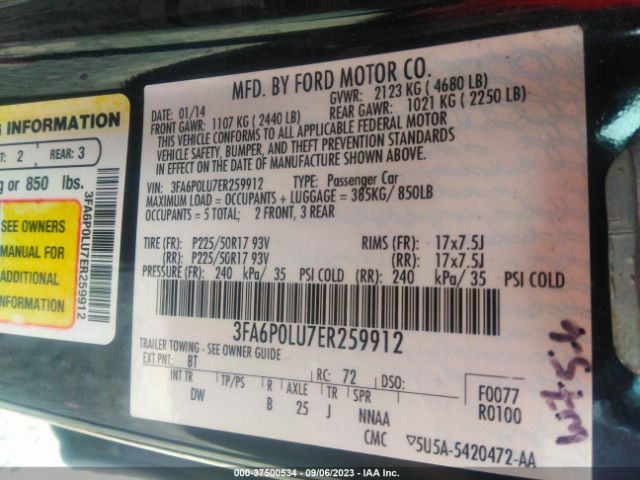 R INFORMATION
T: 2 REAR: 3
g or 850 lbs.
SEE OWNERS
MANUAL FOR
ADDITIONAL
INFORMATION
3FA6P0LU7ER259912
MFD. BY FORD MOTOR CO.
01/14 GVWR: 2123 KG (4680 LB)
FRONT GAWR: 1107 KG (2440 LB) REAR GAWR: 1021 KG (2250 LB)
THIS VEHICLE CONFORMS TO ALL APPLICABLE FEDERAL MOTOR
VEHICLE SAFETY, BUMPER, AND THEFT PREVENTION STANDARDS
IN EFFECT ON THE DATE OF MANUFACTURE SHOWN ABOVE.
VIN: 3FA6P0LU7ER259912 TYPE: Passenger Car
MAXIMUM LOAD = OCCUPANTS + LUGGAGE = 385KG/ 850LB
OCCUPANTS = 5 TOTAL; 2 FRONT, 3 REAR
TIRE (FR): P225/50R17 93V RIMS (FR): 17x7.5J
(RR): P225/50R17 93V (RR): 17x7.5J
PRESSURE (FR): 240 kPa/ 35 PSI COLD (RR): 240 kPa/ 35 PSI COLD
3FA6P0LU7ER259912
TRAILER TOWING - SEE OWNER GUIDE
EXT PNT: BT RC: 72 DSO:
INT TR TP/PS R AXLE TR SPR F0077
DW B 25 J NNAA R0100
CMC 5U5A-5420472-AA
IAA 0-37500534 - 09/06/2023 - IAA Inc.